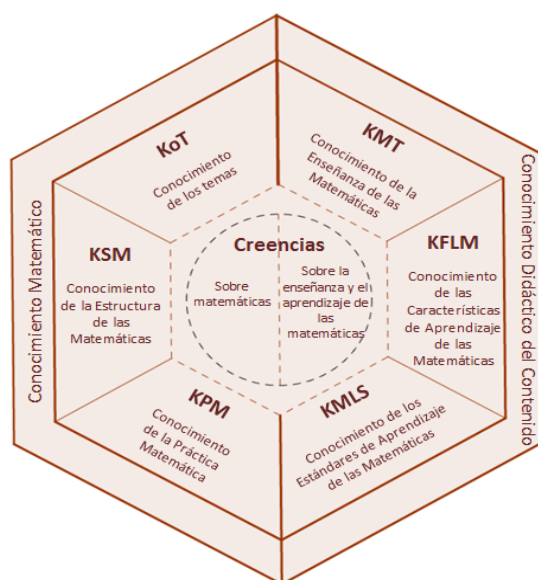 KoT
Conocimiento
de los temas
KMT
Conocimiento de la
Enseñanza de las
Matemáticas
Conocimiento Matemático
KSM
Conocimiento
de la Estructura
de las
Matemáticas
Creencias
Sobre
matemáticas
Sobre la
enseñanza y el
aprendizaje de
las
matemáticas
KFLM
Conocimiento
de las
Características
de Aprendizaje
de las
Matemáticas
Conocimiento Didáctico del Contenido
KPM
Conocimiento
de la Práctica
Matemática
KMLS
Conocimiento de los
Estándares de Aprendizaje
de las Matemáticas